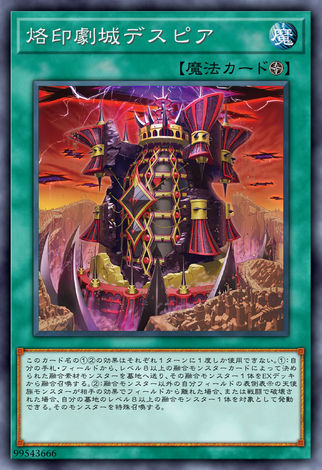 烙印劇城デスピア
魔
【魔法カード】
このカード名の①②の効果はそれぞれ１ターンに１度しか使用できない。①：自
分の手札・フィールドから、レベル８以上の融合モンスターカードによって決め
られた融合素材モンスターを墓地へ送り、その融合モンスター１体をEXデッキ
から融合召喚する。②：融合モンスター以外の自分フィールドの表側表示の天使
族モンスターが相手の効果でフィールドから離れた場合、または戦闘で破壊さ
れた場合、自分の墓地のレベル８以上の融合モンスター１体を対象として発動
できる。そのモンスターを特殊召喚する。
99543666